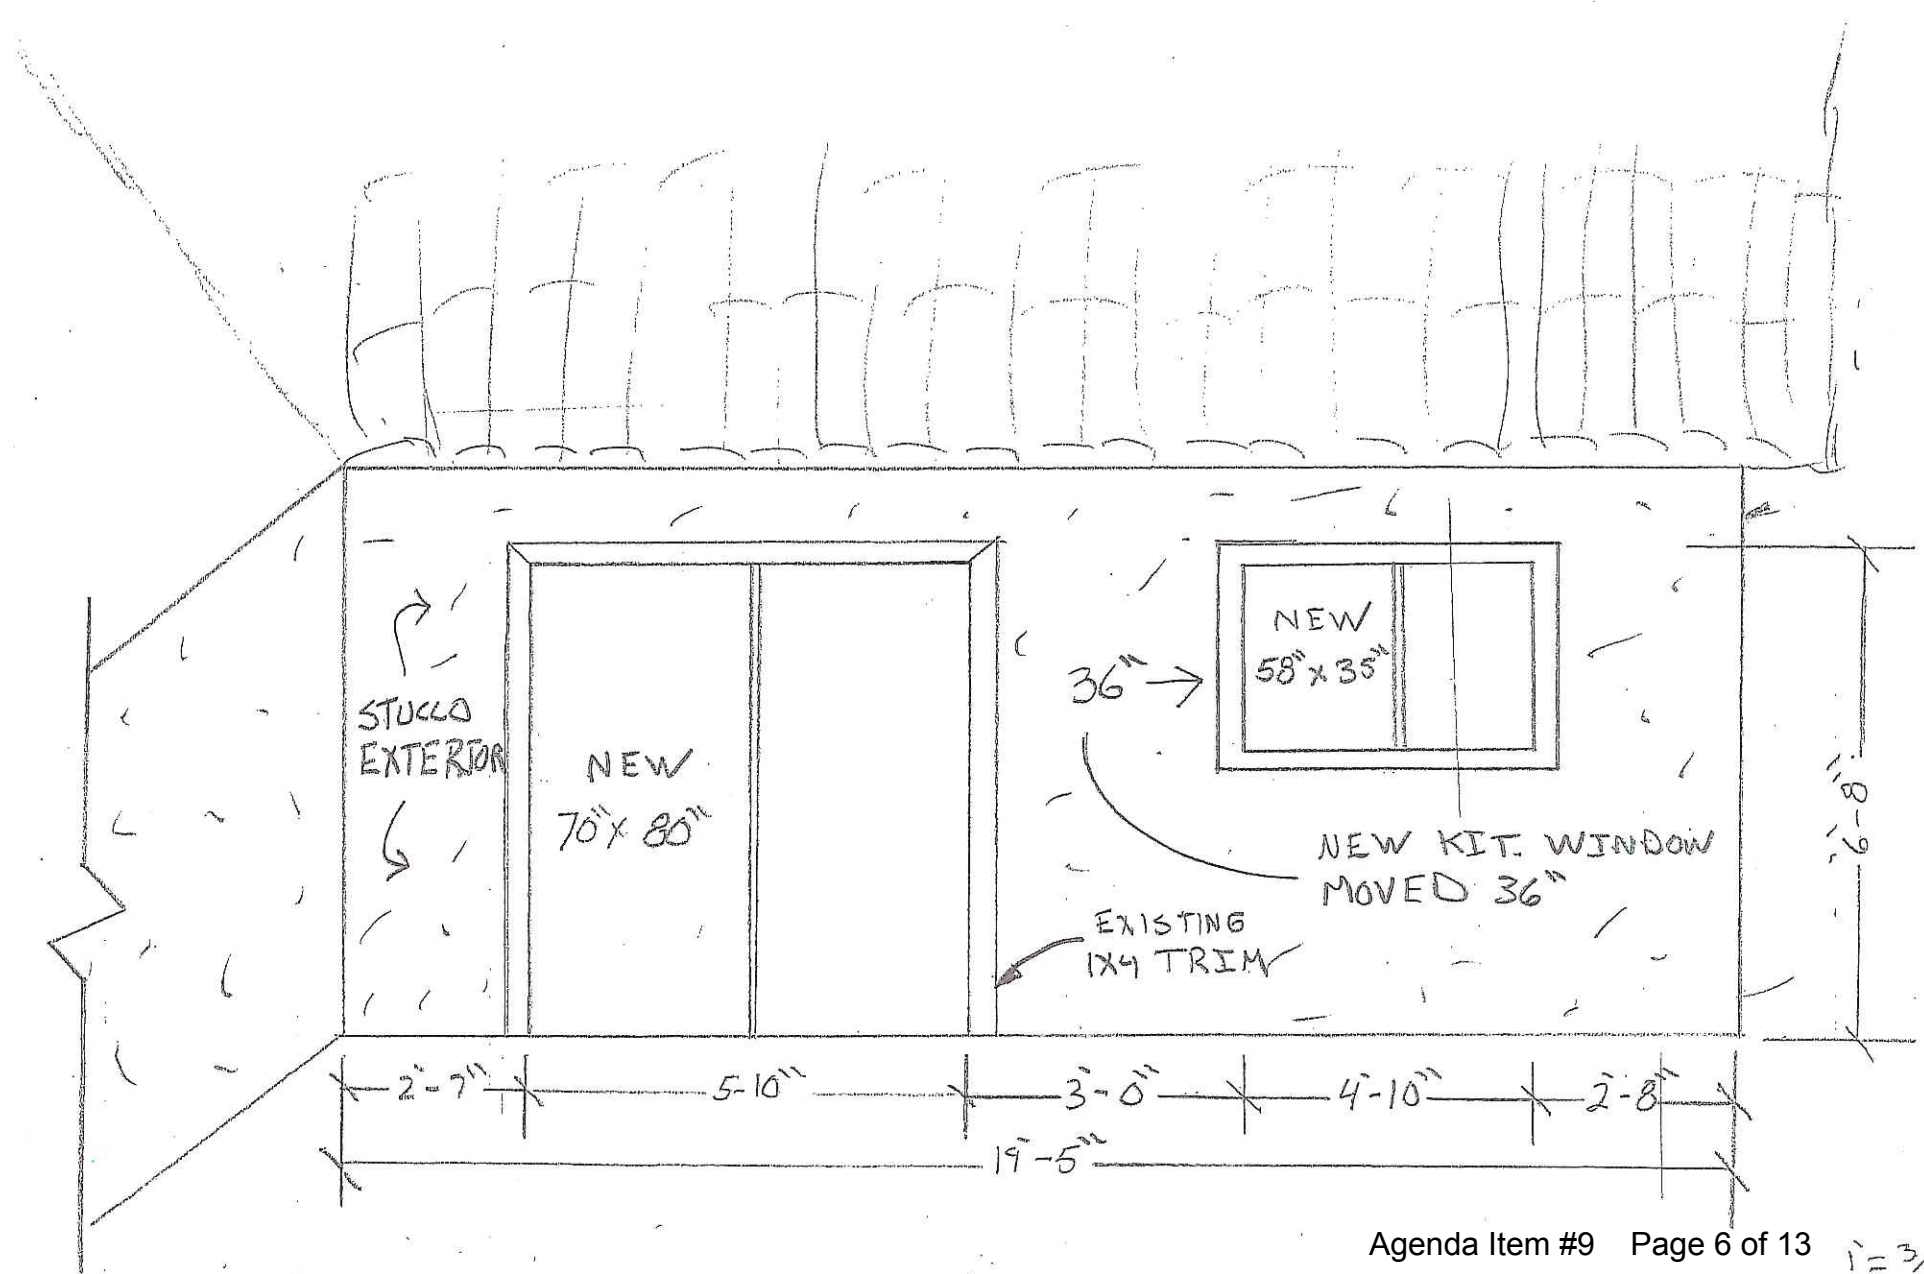 NEW
58" x 35"
36"
STUCCO
EXTERIOR
NEW
70" x 80"
6'-8"
NEW KIT. WINDOW
MOVED 36"
EXISTING
1X4 TRIM
2'-7"
5-10"
3'-0"
4'-10"
2'-8"
19'-5"
Agenda Item #9 Page 6 of 13